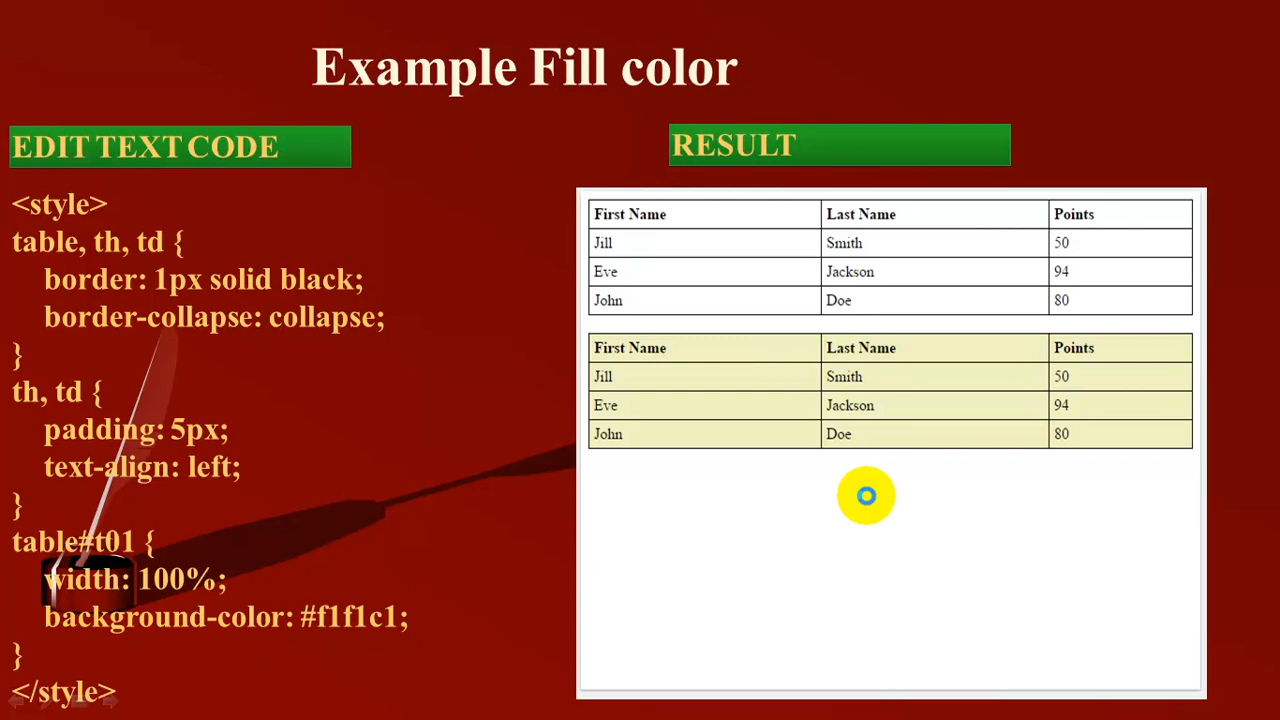 Example Fill color
EDIT TEXT CODE
<style>
table, th, td {
border: 1px solid black;
border-collapse: collapse;
}
th, td {
padding: 5px;
text-align: left;
}
table#t01 {
width: 100%;
background-color: #f1f1c1;
}
</style>
RESULT
First Name Last Name Points
Jill Smith 50
Eve Jackson 94
John Doe 80
First Name Last Name Points
Jill Smith 50
Eve Jackson 94
John Doe 80